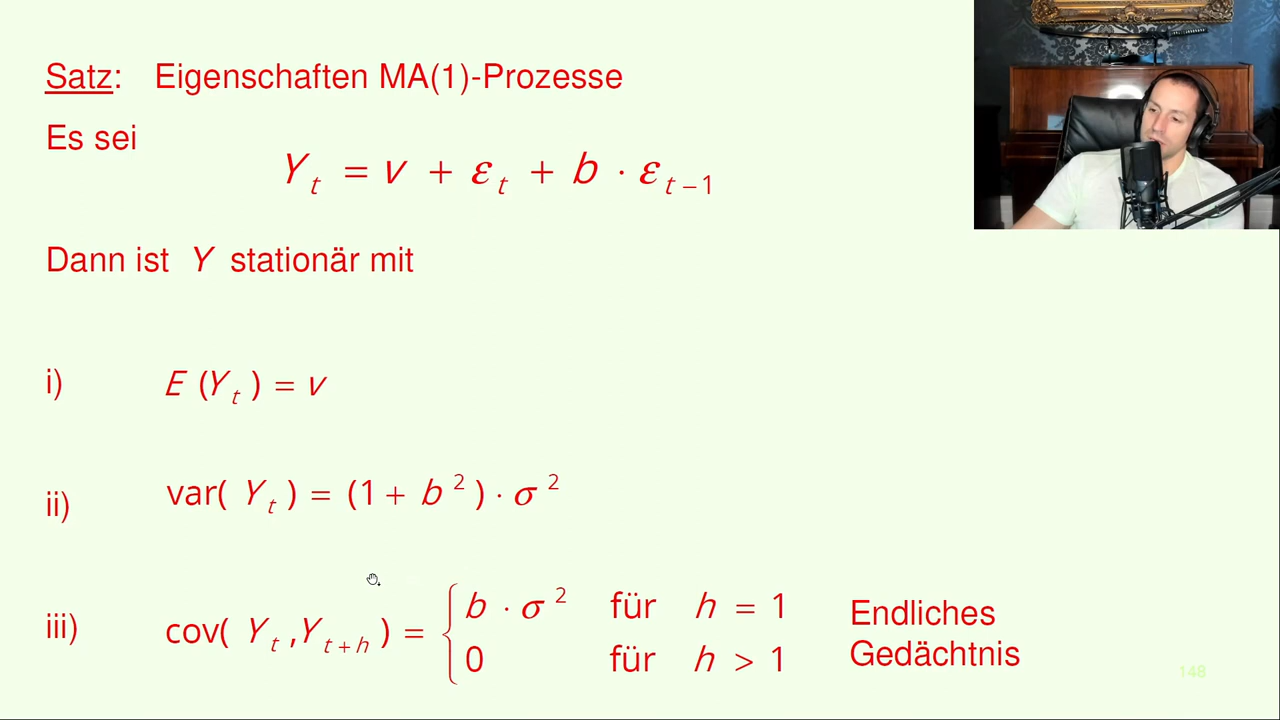 Satz: Eigenschaften MA(1)-Prozesse
Es sei
Y_t = v + ε_t + b · ε_{t−1}
Dann ist Y stationär mit
i) E (Y_t) = v
ii) var( Y_t ) = (1 + b²) · σ²
iii) cov( Y_t , Y_{t+h} ) = { b · σ² für h = 1
0 für h > 1
Endliches
Gedächtnis
148